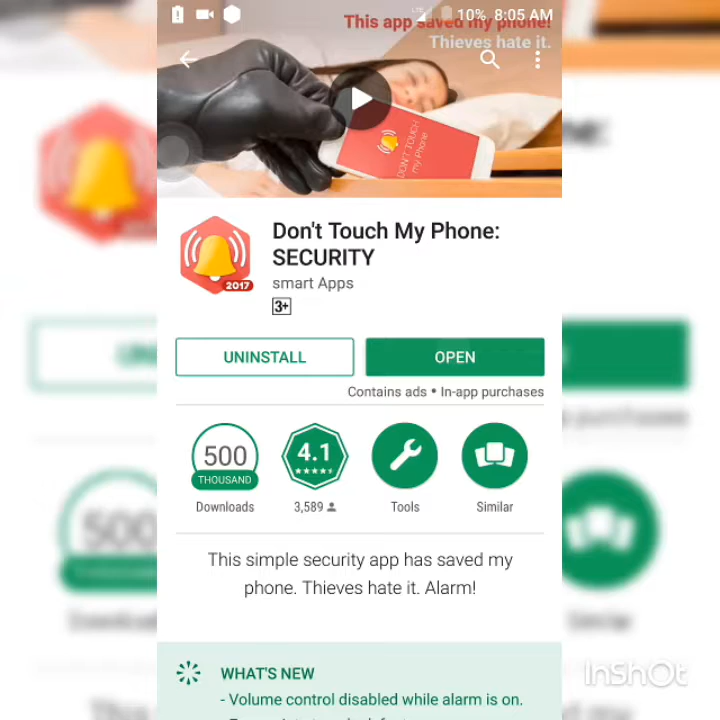 This app saved my phone!
10% 8:05 AM
Thieves hate it.
DON'T TOUCH
my Phone
Don't Touch My Phone:
SECURITY
2017
smart Apps
3+
UNINSTALL
OPEN
Contains ads • In-app purchases
500
THOUSAND
4.1
Downloads
3,589
Tools
Similar
This simple security app has saved my
phone. Thieves hate it. Alarm!
WHAT'S NEW
- Volume control disabled while alarm is on.
InShOt